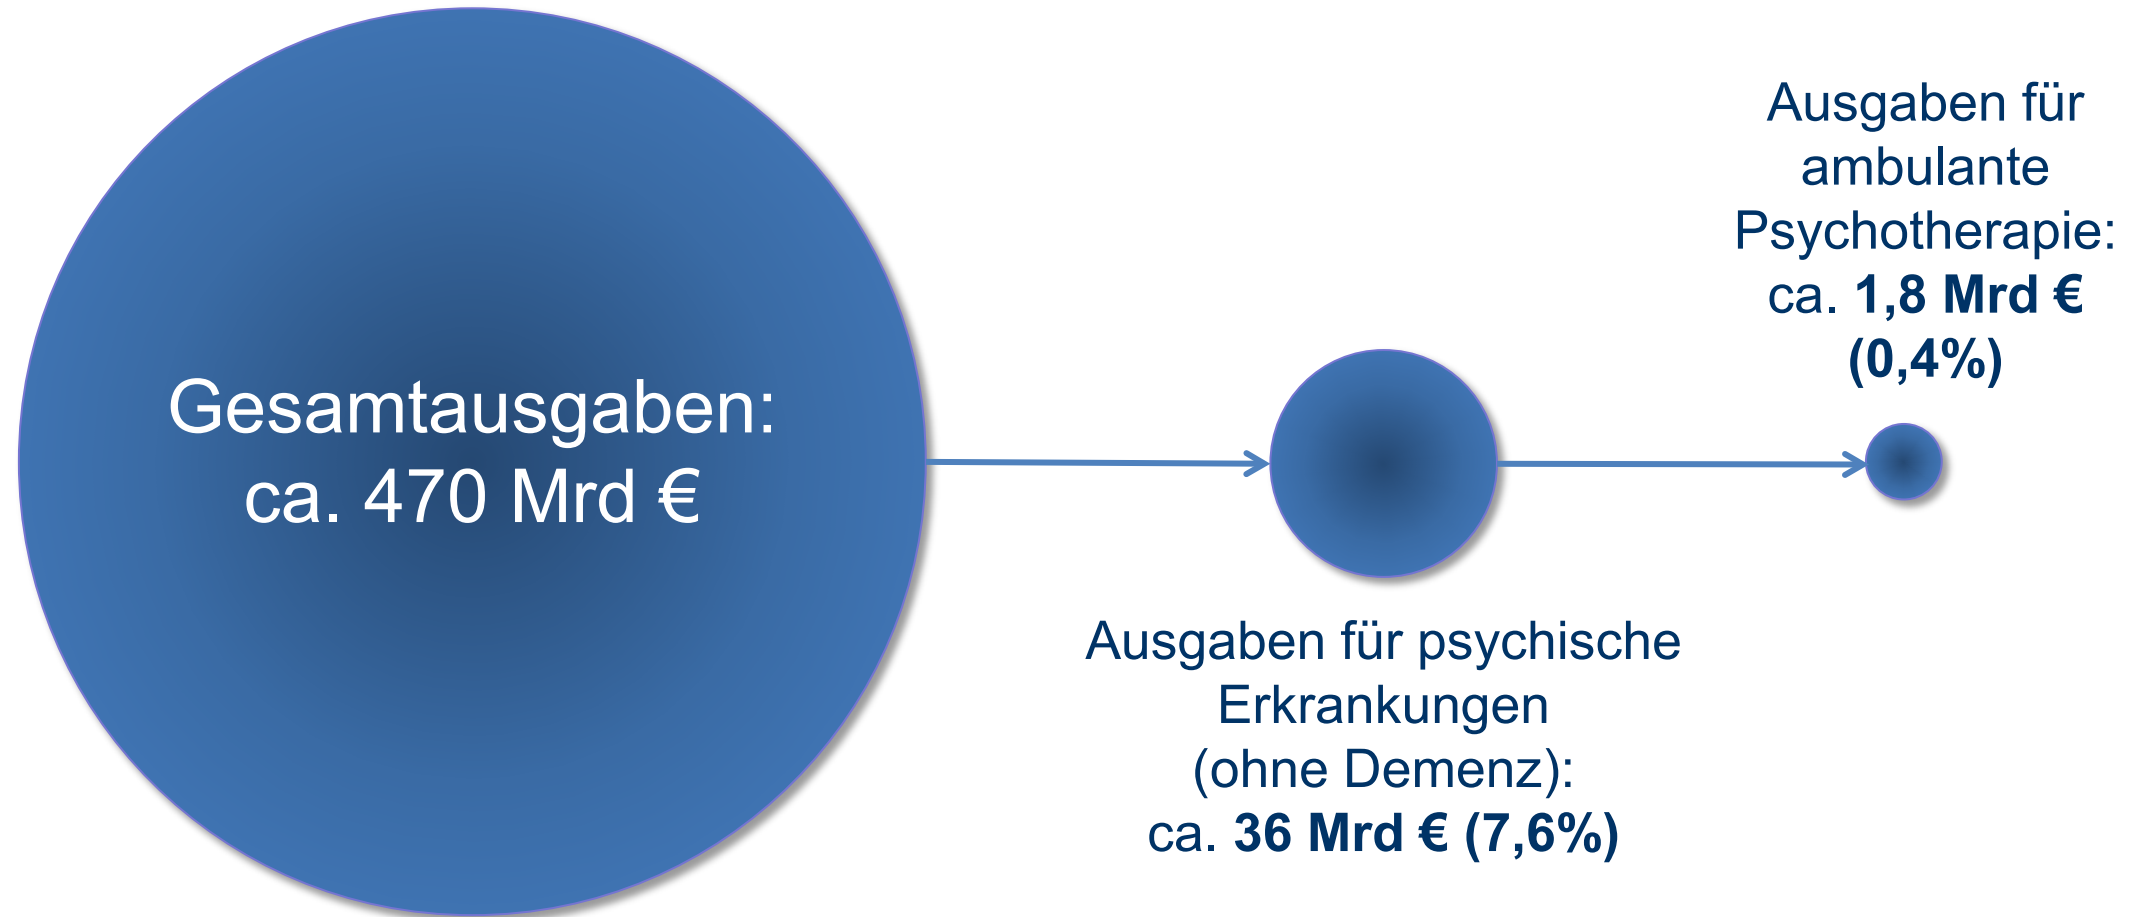 Gesamtausgaben:
ca. 470 Mrd €
Ausgaben für psychische
Erkrankungen
(ohne Demenz):
ca. 36 Mrd € (7,6%)
Ausgaben für
ambulante
Psychotherapie:
ca. 1,8 Mrd €
(0,4%)